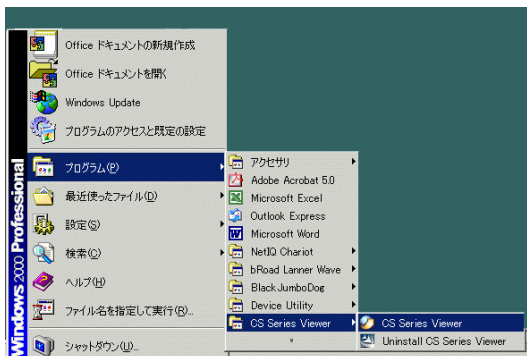 Windows 2000 Professional
Office ドキュメントの新規作成
Office ドキュメントを開く
Windows Update
プログラムのアクセスと既定の設定
プログラム(P)
最近使ったファイル(D)
設定(S)
検索(C)
ヘルプ(H)
ファイル名を指定して実行(R)...
シャットダウン(U)...
アクセサリ
Adobe Acrobat 5.0
Microsoft Excel
Outlook Express
Microsoft Word
NetIQ Chariot
bRoad Lanner Wave
BlackJumboDog
Device Utility
CS Series Viewer
CS Series Viewer
Uninstall CS Series Viewer